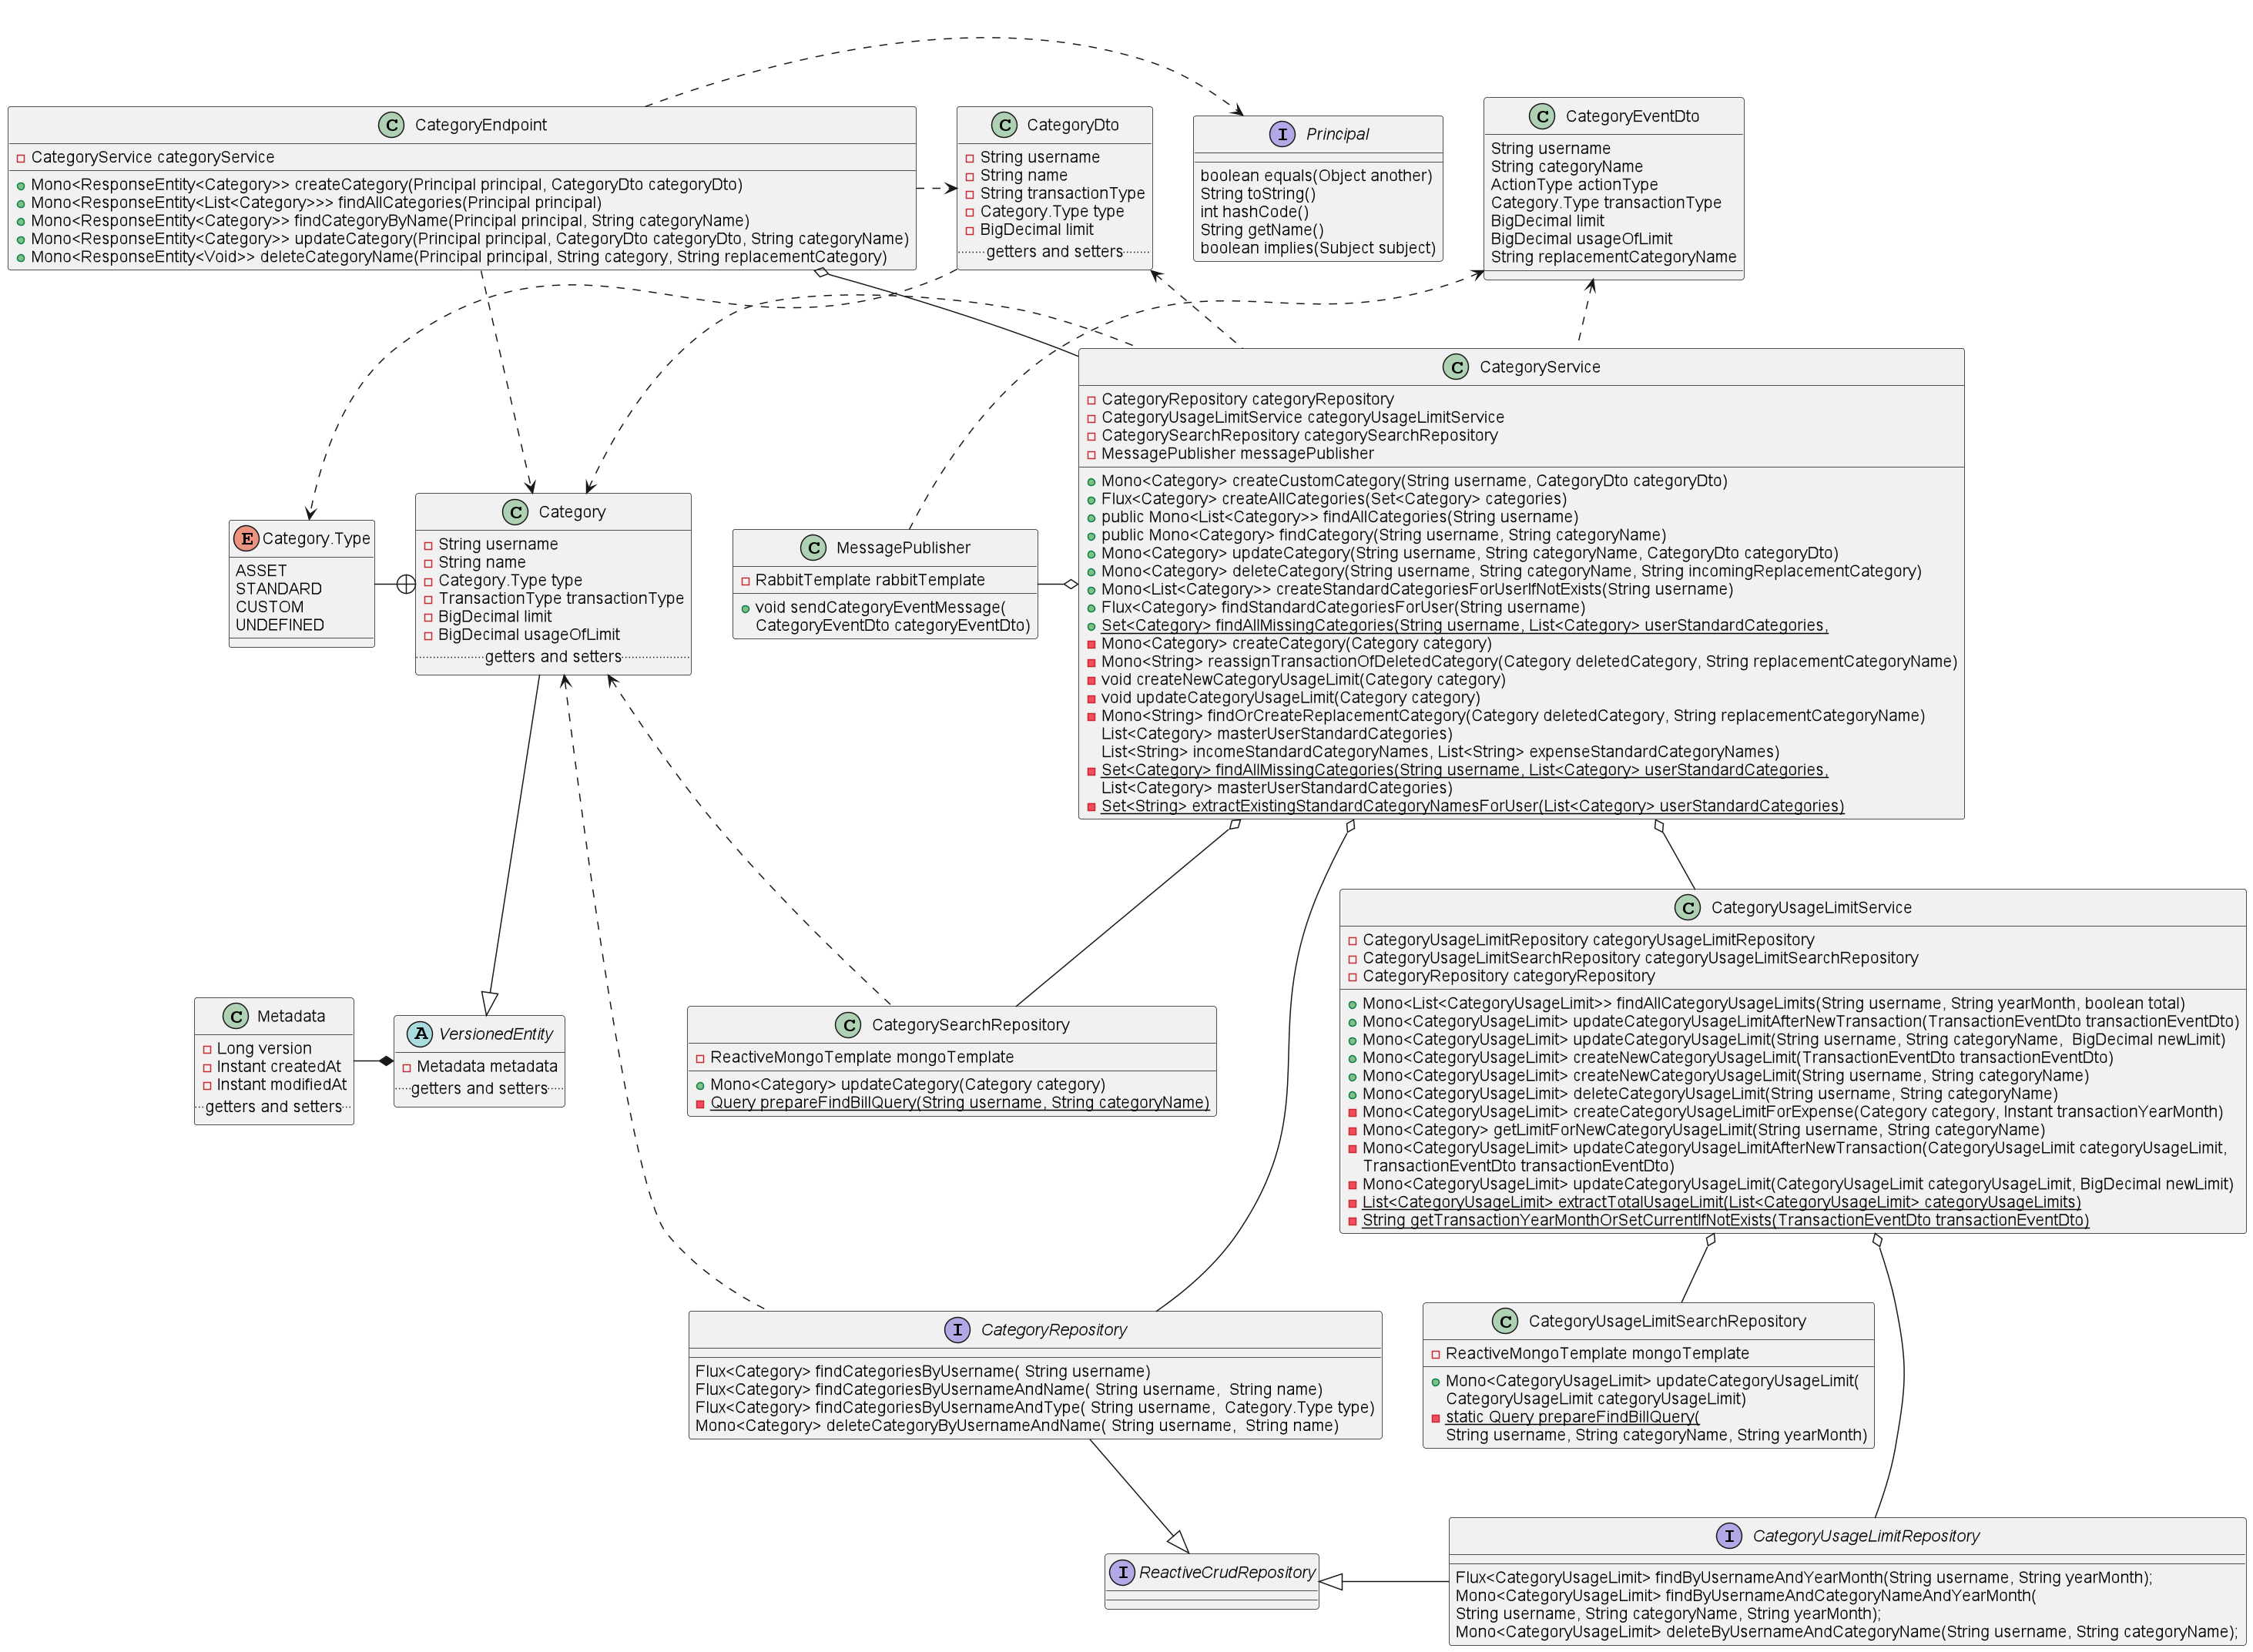 C CategoryEndpoint
CategoryService categoryService
Mono<ResponseEntity<Category>> createCategory(Principal principal, CategoryDto categoryDto)
Mono<ResponseEntity<List<Category>>> findAllCategories(Principal principal)
Mono<ResponseEntity<Category>> findCategoryByName(Principal principal, String categoryName)
Mono<ResponseEntity<Category>> updateCategory(Principal principal, CategoryDto categoryDto, String categoryName)
Mono<ResponseEntity<Void>> deleteCategoryName(Principal principal, String category, String replacementCategory)
C CategoryDto
String username
String name
String transactionType
Category.Type type
BigDecimal limit
getters and setters
I Principal
boolean equals(Object another)
String toString()
int hashCode()
String getName()
boolean implies(Subject subject)
C CategoryEventDto
String username
String categoryName
ActionType actionType
Category.Type transactionType
BigDecimal limit
BigDecimal usageOfLimit
String replacementCategoryName
C CategoryService
CategoryRepository categoryRepository
CategoryUsageLimitService categoryUsageLimitService
CategorySearchRepository categorySearchRepository
MessagePublisher messagePublisher
Mono<Category> createCustomCategory(String username, CategoryDto categoryDto)
Flux<Category> createAllCategories(Set<Category> categories)
public Mono<List<Category>> findAllCategories(String username)
public Mono<Category> findCategory(String username, String categoryName)
Mono<Category> updateCategory(String username, String categoryName, CategoryDto categoryDto)
Mono<Category> deleteCategory(String username, String categoryName, String incomingReplacementCategory)
Mono<List<Category>> createStandardCategoriesForUserIfNotExists(String username)
Flux<Category> findStandardCategoriesForUser(String username)
Set<Category> findAllMissingCategories(String username, List<Category> userStandardCategories,
Mono<Category> createCategory(Category category)
Mono<String> reassignTransactionOfDeletedCategory(Category deletedCategory, String replacementCategoryName)
void createNewCategoryUsageLimit(Category category)
void updateCategoryUsageLimit(Category category)
Mono<String> findOrCreateReplacementCategory(Category deletedCategory, String replacementCategoryName)
List<Category> masterUserStandardCategories)
List<String> incomeStandardCategoryNames, List<String> expenseStandardCategoryNames)
Set<Category> findAllMissingCategories(String username, List<Category> userStandardCategories,
List<Category> masterUserStandardCategories)
Set<String> extractExistingStandardCategoryNamesForUser(List<Category> userStandardCategories)
E Category.Type
ASSET
STANDARD
CUSTOM
UNDEFINED
C Category
String username
String name
Category.Type type
TransactionType transactionType
BigDecimal limit
BigDecimal usageOfLimit
getters and setters
C MessagePublisher
RabbitTemplate rabbitTemplate
void sendCategoryEventMessage(
CategoryEventDto categoryEventDto)
C CategoryUsageLimitService
CategoryUsageLimitRepository categoryUsageLimitRepository
CategoryUsageLimitSearchRepository categoryUsageLimitSearchRepository
CategoryRepository categoryRepository
Mono<List<CategoryUsageLimit>> findAllCategoryUsageLimits(String username, String yearMonth, boolean total)
Mono<CategoryUsageLimit> updateCategoryUsageLimitAfterNewTransaction(TransactionEventDto transactionEventDto)
Mono<CategoryUsageLimit> updateCategoryUsageLimit(String username, String categoryName, BigDecimal newLimit)
Mono<CategoryUsageLimit> createNewCategoryUsageLimit(TransactionEventDto transactionEventDto)
Mono<CategoryUsageLimit> createNewCategoryUsageLimit(String username, String categoryName)
Mono<CategoryUsageLimit> deleteCategoryUsageLimit(String username, String categoryName)
Mono<CategoryUsageLimit> createCategoryUsageLimitForExpense(Category category, Instant transactionYearMonth)
Mono<Category> getLimitForNewCategoryUsageLimit(String username, String categoryName)
Mono<CategoryUsageLimit> updateCategoryUsageLimitAfterNewTransaction(CategoryUsageLimit categoryUsageLimit,
TransactionEventDto transactionEventDto)
Mono<CategoryUsageLimit> updateCategoryUsageLimit(CategoryUsageLimit categoryUsageLimit, BigDecimal newLimit)
List<CategoryUsageLimit> extractTotalUsageLimit(List<CategoryUsageLimit> categoryUsageLimits)
String getTransactionYearMonthOrSetCurrentIfNotExists(TransactionEventDto transactionEventDto)
C Metadata
Long version
Instant createdAt
Instant modifiedAt
getters and setters
A VersionedEntity
Metadata metadata
getters and setters
C CategorySearchRepository
ReactiveMongoTemplate mongoTemplate
Mono<Category> updateCategory(Category category)
Query prepareFindBillQuery(String username, String categoryName)
I CategoryRepository
Flux<Category> findCategoriesByUsername( String username)
Flux<Category> findCategoriesByUsernameAndName( String username, String name)
Flux<Category> findCategoriesByUsernameAndType( String username, Category.Type type)
Mono<Category> deleteCategoryByUsernameAndName( String username, String name)
C CategoryUsageLimitSearchRepository
ReactiveMongoTemplate mongoTemplate
Mono<CategoryUsageLimit> updateCategoryUsageLimit(
CategoryUsageLimit categoryUsageLimit)
static Query prepareFindBillQuery(
String username, String categoryName, String yearMonth)
I ReactiveCrudRepository
I CategoryUsageLimitRepository
Flux<CategoryUsageLimit> findByUsernameAndYearMonth(String username, String yearMonth);
Mono<CategoryUsageLimit> findByUsernameAndCategoryNameAndYearMonth(
String username, String categoryName, String yearMonth);
Mono<CategoryUsageLimit> deleteByUsernameAndCategoryName(String username, String categoryName);